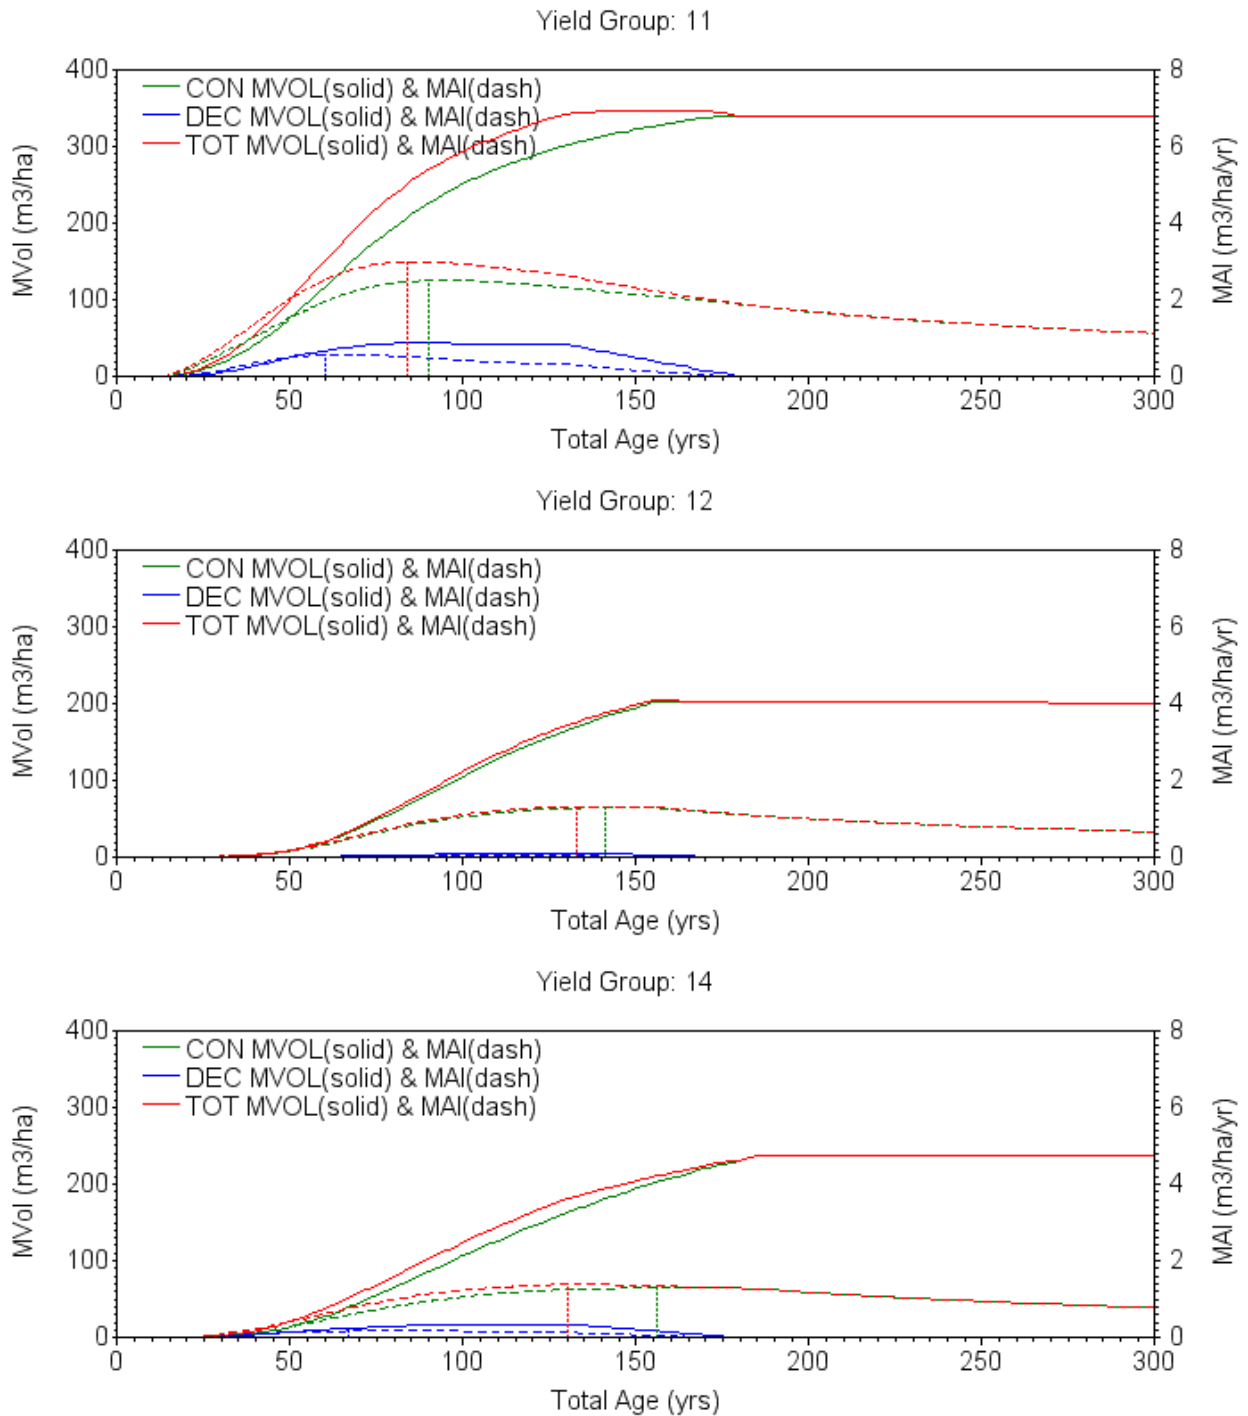 Yield Group: 11
400 8
CON MVOL(solid) & MAI(dash)
DEC MVOL(solid) & MAI(dash)
TOT MVOL(solid) & MAI(dash)
300 6
200 4
100 2
0 0
MVol (m3/ha)
MAI (m3/ha/yr)
0 50 100 150 200 250 300
Total Age (yrs)
Yield Group: 12
400 8
CON MVOL(solid) & MAI(dash)
DEC MVOL(solid) & MAI(dash)
TOT MVOL(solid) & MAI(dash)
300 6
200 4
100 2
0 0
MVol (m3/ha)
MAI (m3/ha/yr)
0 50 100 150 200 250 300
Total Age (yrs)
Yield Group: 14
400 8
CON MVOL(solid) & MAI(dash)
DEC MVOL(solid) & MAI(dash)
TOT MVOL(solid) & MAI(dash)
300 6
200 4
100 2
0 0
MVol (m3/ha)
MAI (m3/ha/yr)
0 50 100 150 200 250 300
Total Age (yrs)